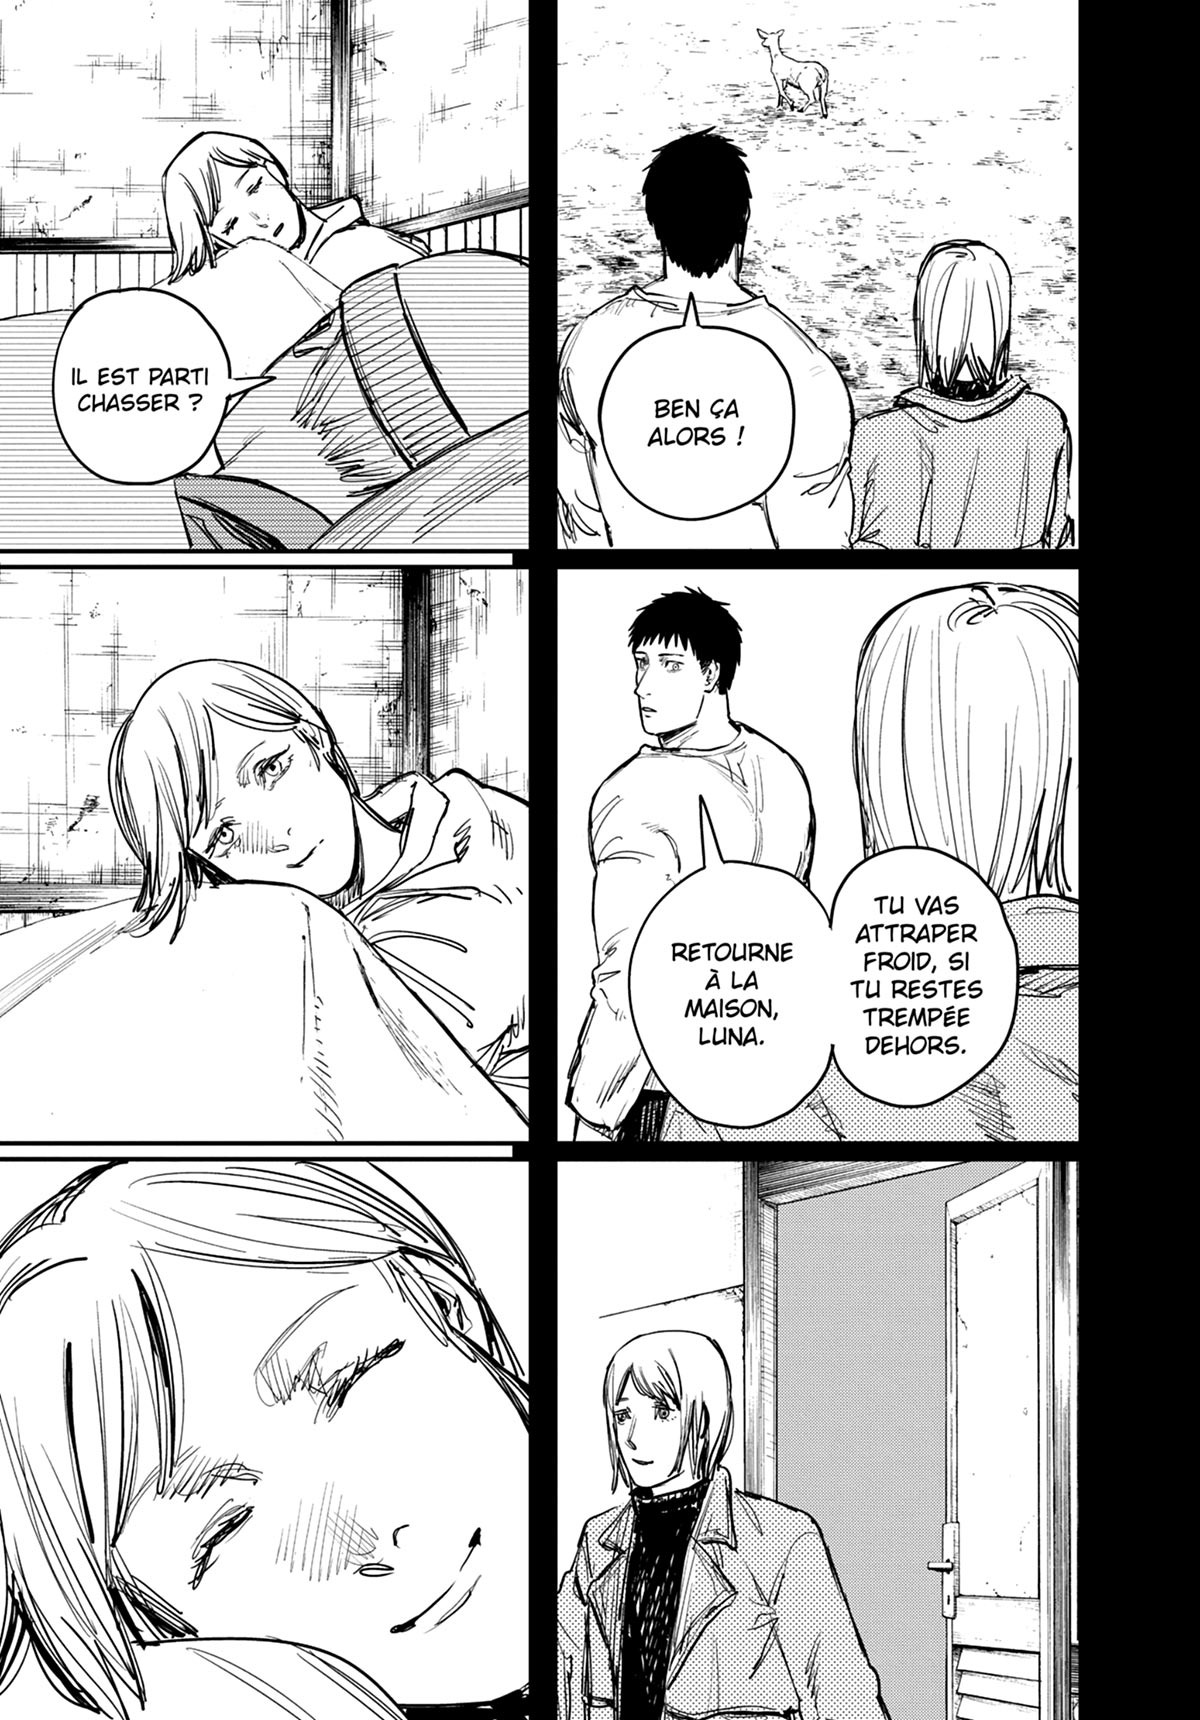 BEN ÇA
ALORS !
TU VAS
ATTRAPER
FROID, SI
TU RESTES
TREMPÉE
DEHORS.
RETOURNE
À LA
MAISON,
LUNA.
IL EST PARTI
CHASSER ?